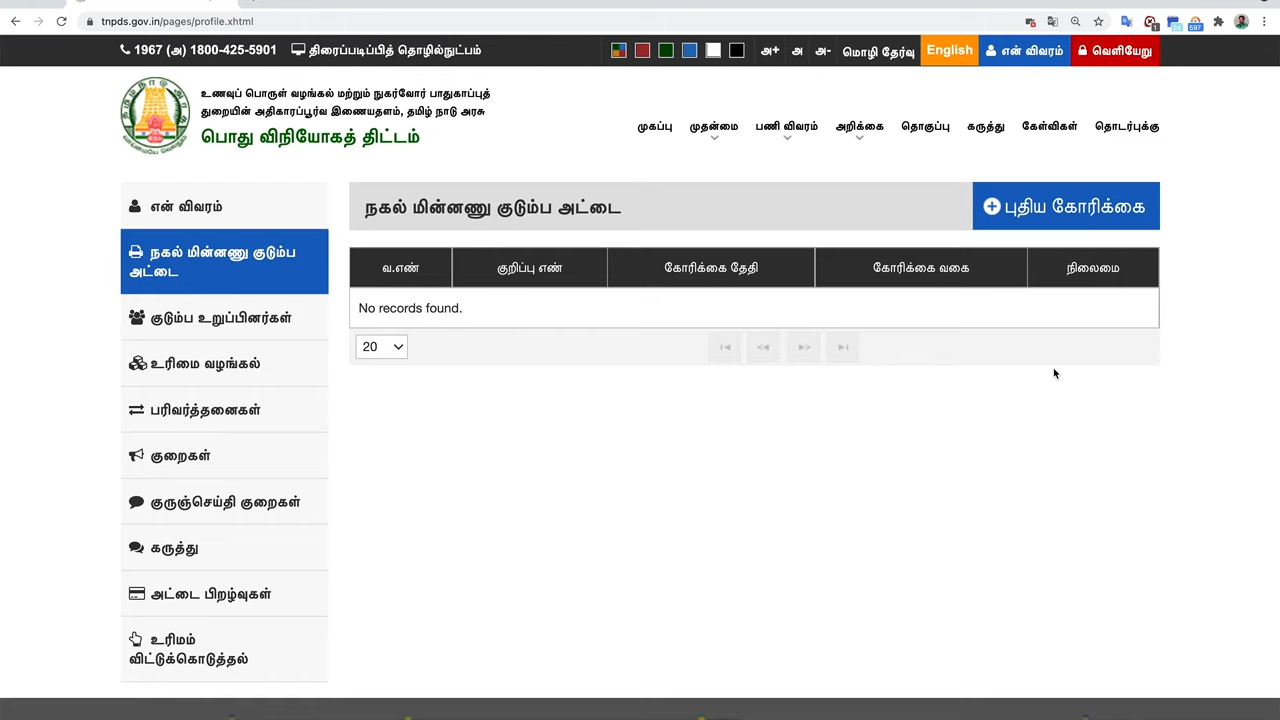 tnpds.gov.in/pages/profile.xhtml
1967 (அ) 1800-425-5901 திரைப்படிப்பித் தொழில்நுட்பம் அ+ அ அ- மொழி தேர்வு English என் விவரம் வெளியேறு
உணவுப் பொருள் வழங்கல் மற்றும் நுகர்வோர் பாதுகாப்புத்
துறையின் அதிகாரப்பூர்வ இணையதளம், தமிழ் நாடு அரசு
பொது விநியோகத் திட்டம்
முகப்பு முதன்மை பணி விவரம் அறிக்கை தொகுப்பு கருத்து கேள்விகள் தொடர்புக்கு
என் விவரம்
நகல் மின்னணு குடும்ப
அட்டை
குடும்ப உறுப்பினர்கள்
உரிமை வழங்கல்
பரிவர்த்தனைகள்
குறைகள்
குருஞ்செய்தி குறைகள்
கருத்து
அட்டை பிறழ்வுகள்
உரிமம்
விட்டுக்கொடுத்தல்
நகல் மின்னணு குடும்ப அட்டை
புதிய கோரிக்கை
வ.எண் குறிப்பு எண் கோரிக்கை தேதி கோரிக்கை வகை நிலைமை
No records found.
20